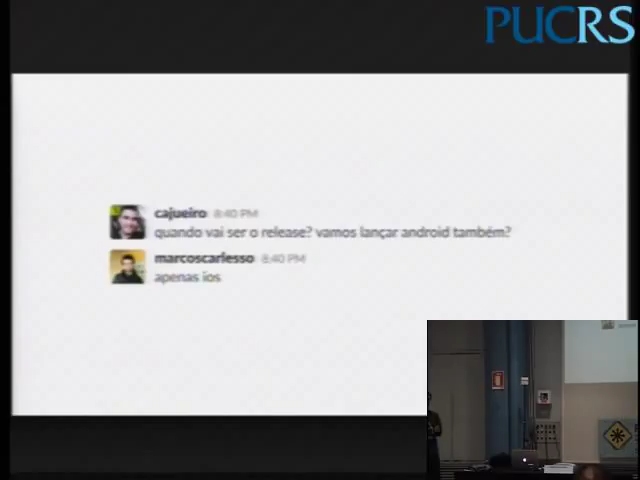 PUCRS
cajueiro 8:40 PM
quando vai ser o release? vamos lançar android também?
marcoscarlesso 8:40 PM
apenas ios